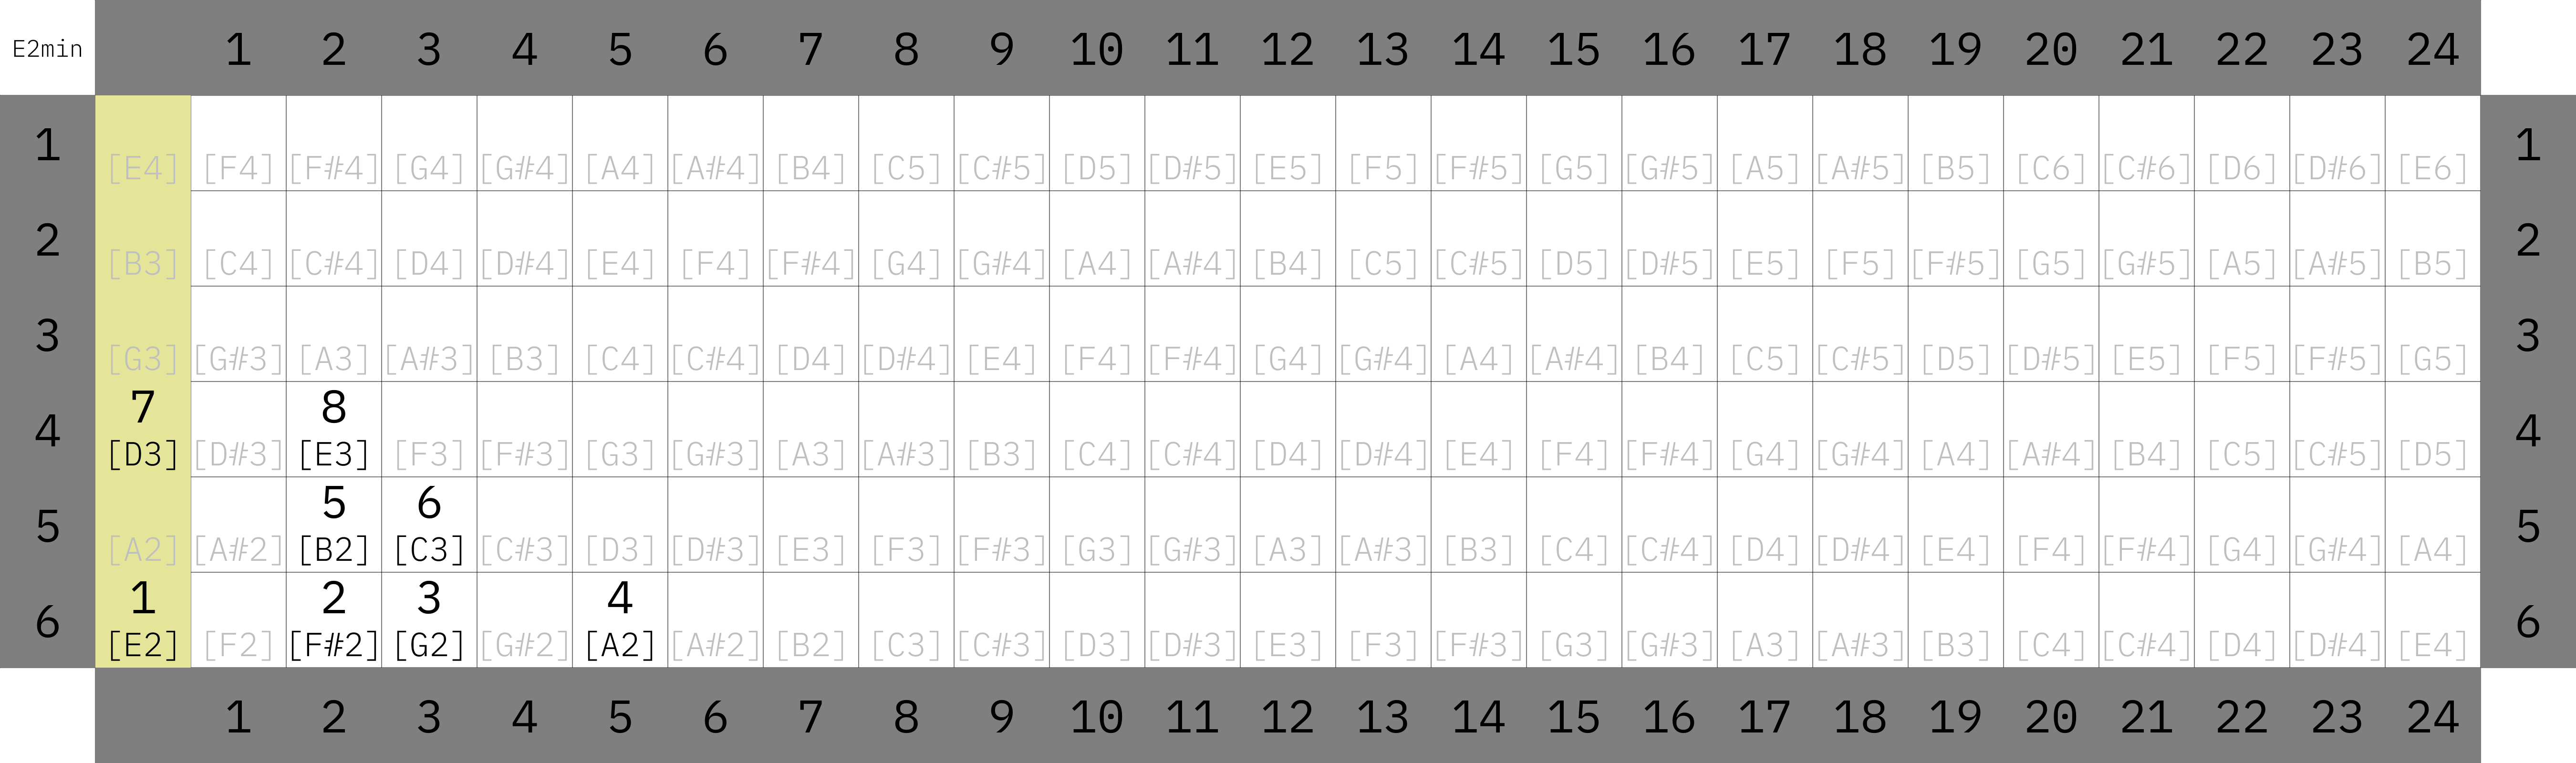 E2min 1 2 3 4 5 6 7 8 9 10 11 12 13 14 15 16 17 18 19 20 21 22 23 24
1 [E4] [F4] [F#4] [G4] [G#4] [A4] [A#4] [B4] [C5] [C#5] [D5] [D#5] [E5] [F5] [F#5] [G5] [G#5] [A5] [A#5] [B5] [C6] [C#6] [D6] [D#6] [E6] 1
2 [B3] [C4] [C#4] [D4] [D#4] [E4] [F4] [F#4] [G4] [G#4] [A4] [A#4] [B4] [C5] [C#5] [D5] [D#5] [E5] [F5] [F#5] [G5] [G#5] [A5] [A#5] [B5] 2
3 [G3] [G#3] [A3] [A#3] [B3] [C4] [C#4] [D4] [D#4] [E4] [F4] [F#4] [G4] [G#4] [A4] [A#4] [B4] [C5] [C#5] [D5] [D#5] [E5] [F5] [F#5] [G5] 3
7 8
4 [D3] [D#3] [E3] [F3] [F#3] [G3] [G#3] [A3] [A#3] [B3] [C4] [C#4] [D4] [D#4] [E4] [F4] [F#4] [G4] [G#4] [A4] [A#4] [B4] [C5] [C#5] [D5] 4
5 6
5 [A2] [A#2] [B2] [C3] [C#3] [D3] [D#3] [E3] [F3] [F#3] [G3] [G#3] [A3] [A#3] [B3] [C4] [C#4] [D4] [D#4] [E4] [F4] [F#4] [G4] [G#4] [A4] 5
1 2 3 4
6 [E2] [F2] [F#2] [G2] [G#2] [A2] [A#2] [B2] [C3] [C#3] [D3] [D#3] [E3] [F3] [F#3] [G3] [G#3] [A3] [A#3] [B3] [C4] [C#4] [D4] [D#4] [E4] 6
1 2 3 4 5 6 7 8 9 10 11 12 13 14 15 16 17 18 19 20 21 22 23 24